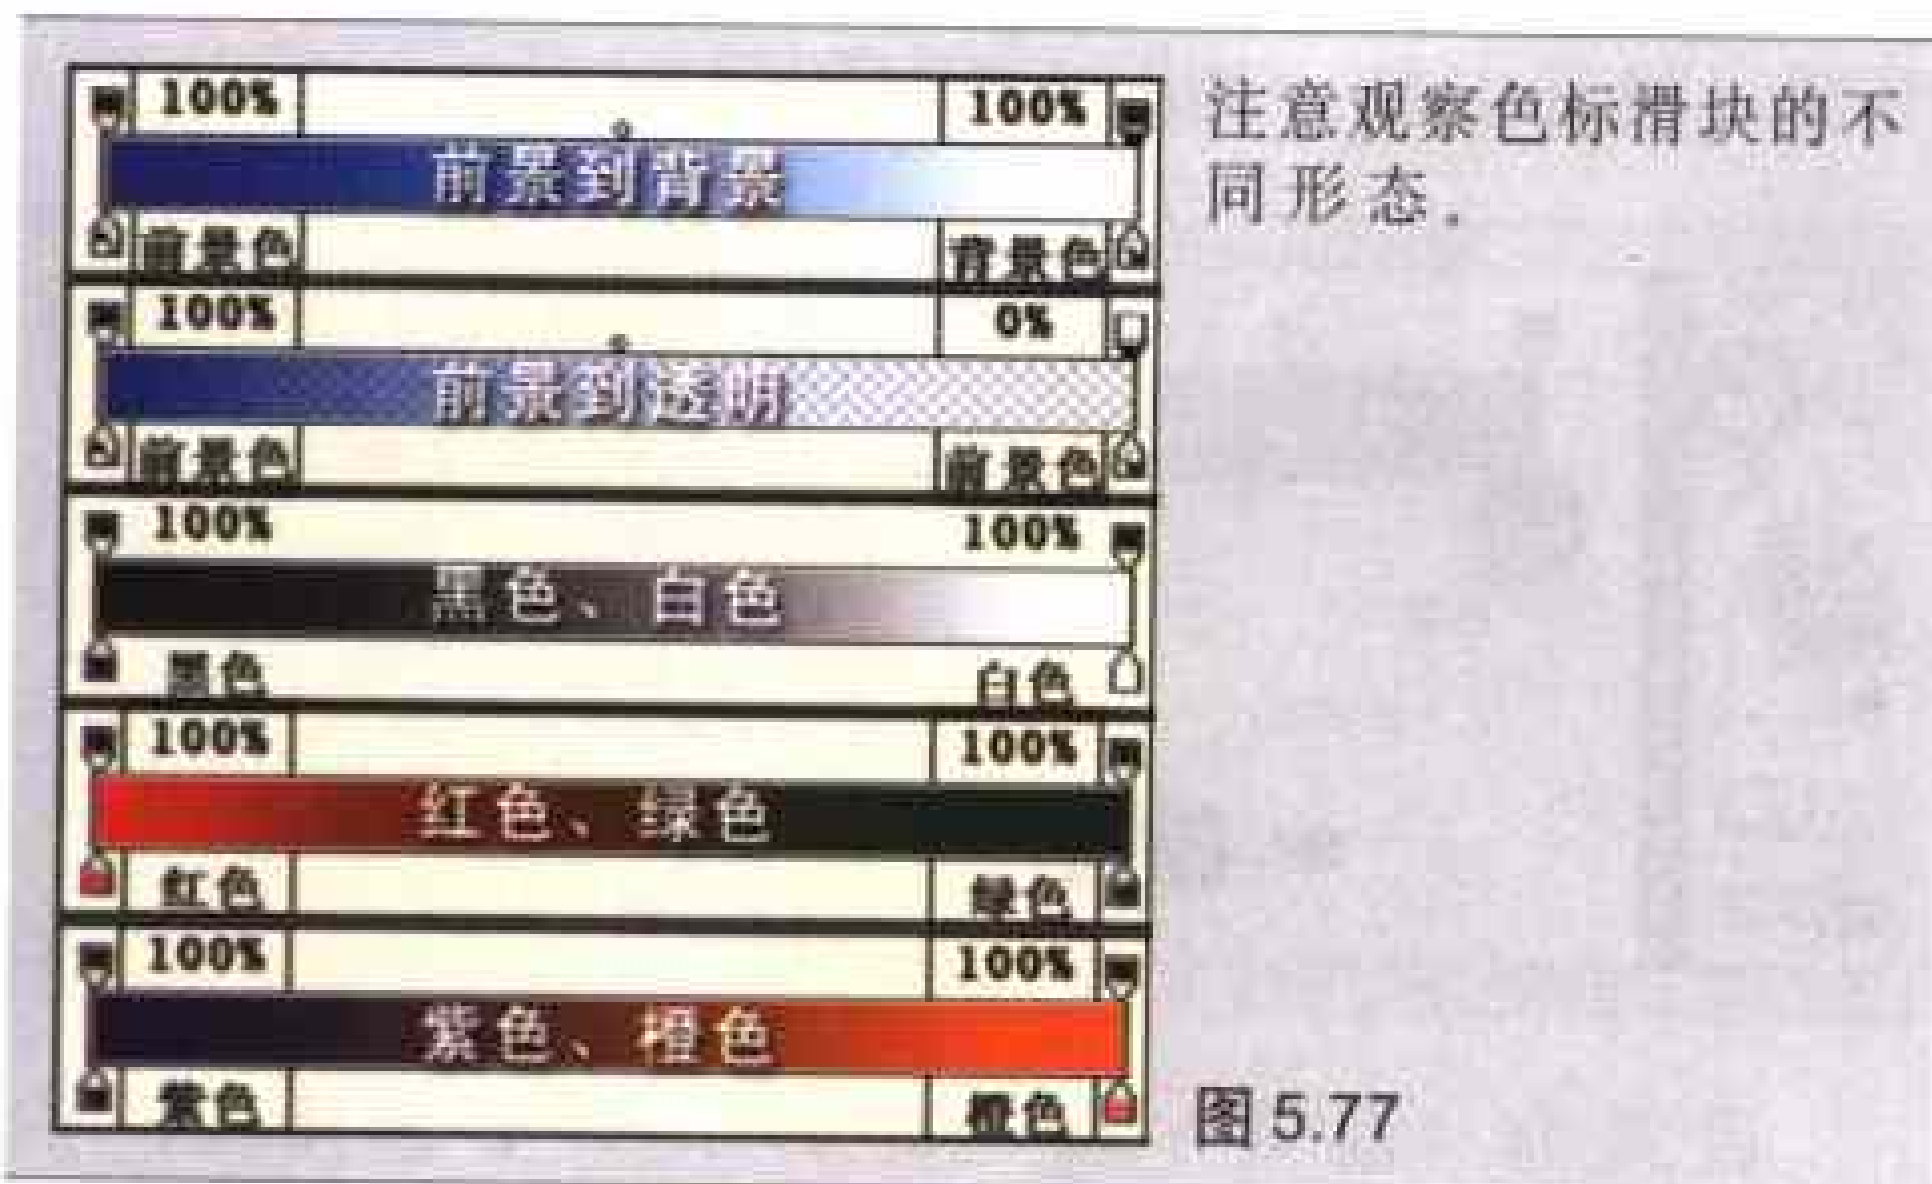 100% 100%
前景到背景
前景色 背景色
100% 0%
前景到透明
前景色 前景色
100% 100%
黑色、白色
黑色 白色
100% 100%
红色、绿色
红色 绿色
100% 100%
紫色、橙色
紫色 橙色
注意观察色标滑块的不
同形态.
图 5.77